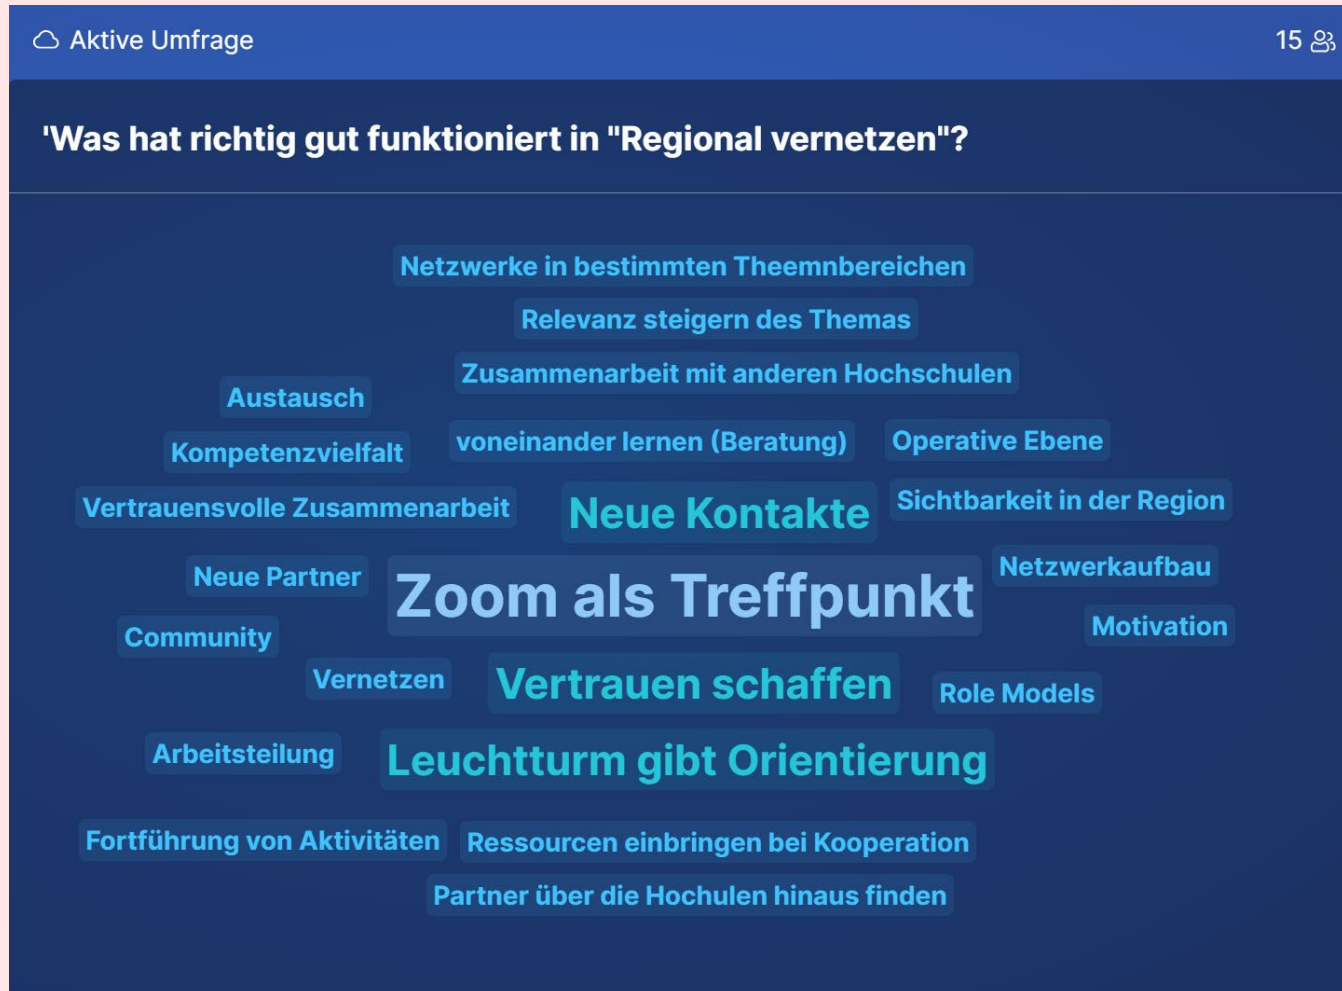 Aktive Umfrage
15
'Was hat richtig gut funktioniert in "Regional vernetzen"?
Netzwerke in bestimmten Theemnbereichen
Relevanz steigern des Themas
Zusammenarbeit mit anderen Hochschulen
Austausch
voneinander lernen (Beratung)
Operative Ebene
Kompetenzvielfalt
Vertrauensvolle Zusammenarbeit
Neue Kontakte
Sichtbarkeit in der Region
Neue Partner
Zoom als Treffpunkt
Netzwerkaufbau
Community
Motivation
Vernetzen
Vertrauen schaffen
Role Models
Arbeitsteilung
Leuchtturm gibt Orientierung
Fortführung von Aktivitäten
Ressourcen einbringen bei Kooperation
Partner über die Hochulen hinaus finden